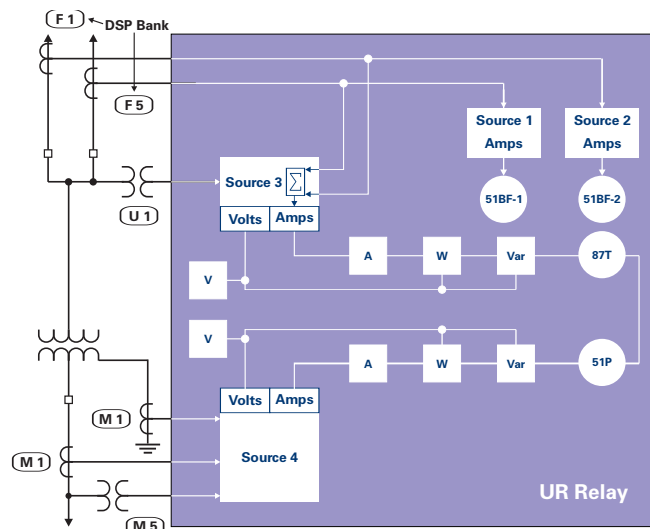 F 1
DSP Bank
F 5
Source 1
Amps
Source 2
Amps
Source 3
Σ
U 1
Volts
Amps
51BF-1
51BF-2
V
A
W
Var
87T
V
A
W
Var
51P
Volts
Amps
M 1
Source 4
M 1
M 5
UR Relay